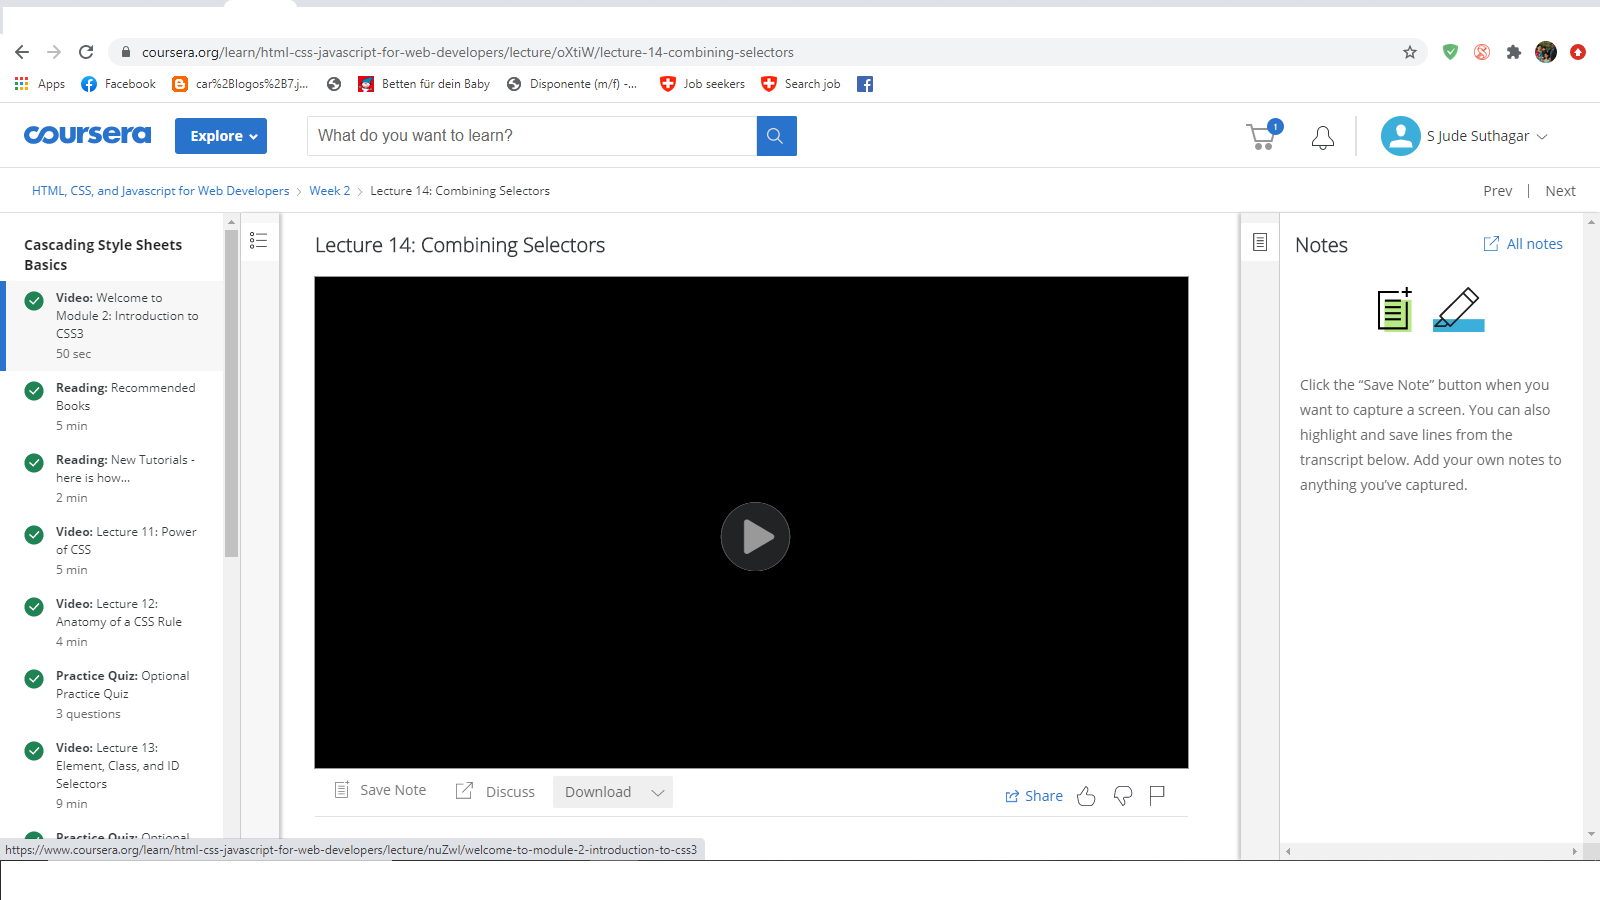 coursera.org/learn/html-css-javascript-for-web-developers/lecture/oXtiW/lecture-14-combining-selectors
Apps Facebook car%2Blogos%2B7.j... Betten für dein Baby Disponente (m/f) -... Job seekers Search job
coursera Explore What do you want to learn? 1 S Jude Suthagar
HTML, CSS, and Javascript for Web Developers > Week 2 > Lecture 14: Combining Selectors Prev | Next
Cascading Style Sheets
Basics
Video: Welcome to
Module 2: Introduction to
CSS3
50 sec
Reading: Recommended
Books
5 min
Reading: New Tutorials -
here is how...
2 min
Video: Lecture 11: Power
of CSS
5 min
Video: Lecture 12:
Anatomy of a CSS Rule
4 min
Practice Quiz: Optional
Practice Quiz
3 questions
Video: Lecture 13:
Element, Class, and ID
Selectors
9 min
Practice Quiz: Optional
Lecture 14: Combining Selectors
Save Note Discuss Download Share
Notes All notes
Click the “Save Note” button when you
want to capture a screen. You can also
highlight and save lines from the
transcript below. Add your own notes to
anything you’ve captured.
https://www.coursera.org/learn/html-css-javascript-for-web-developers/lecture/nuZwI/welcome-to-module-2-introduction-to-css3